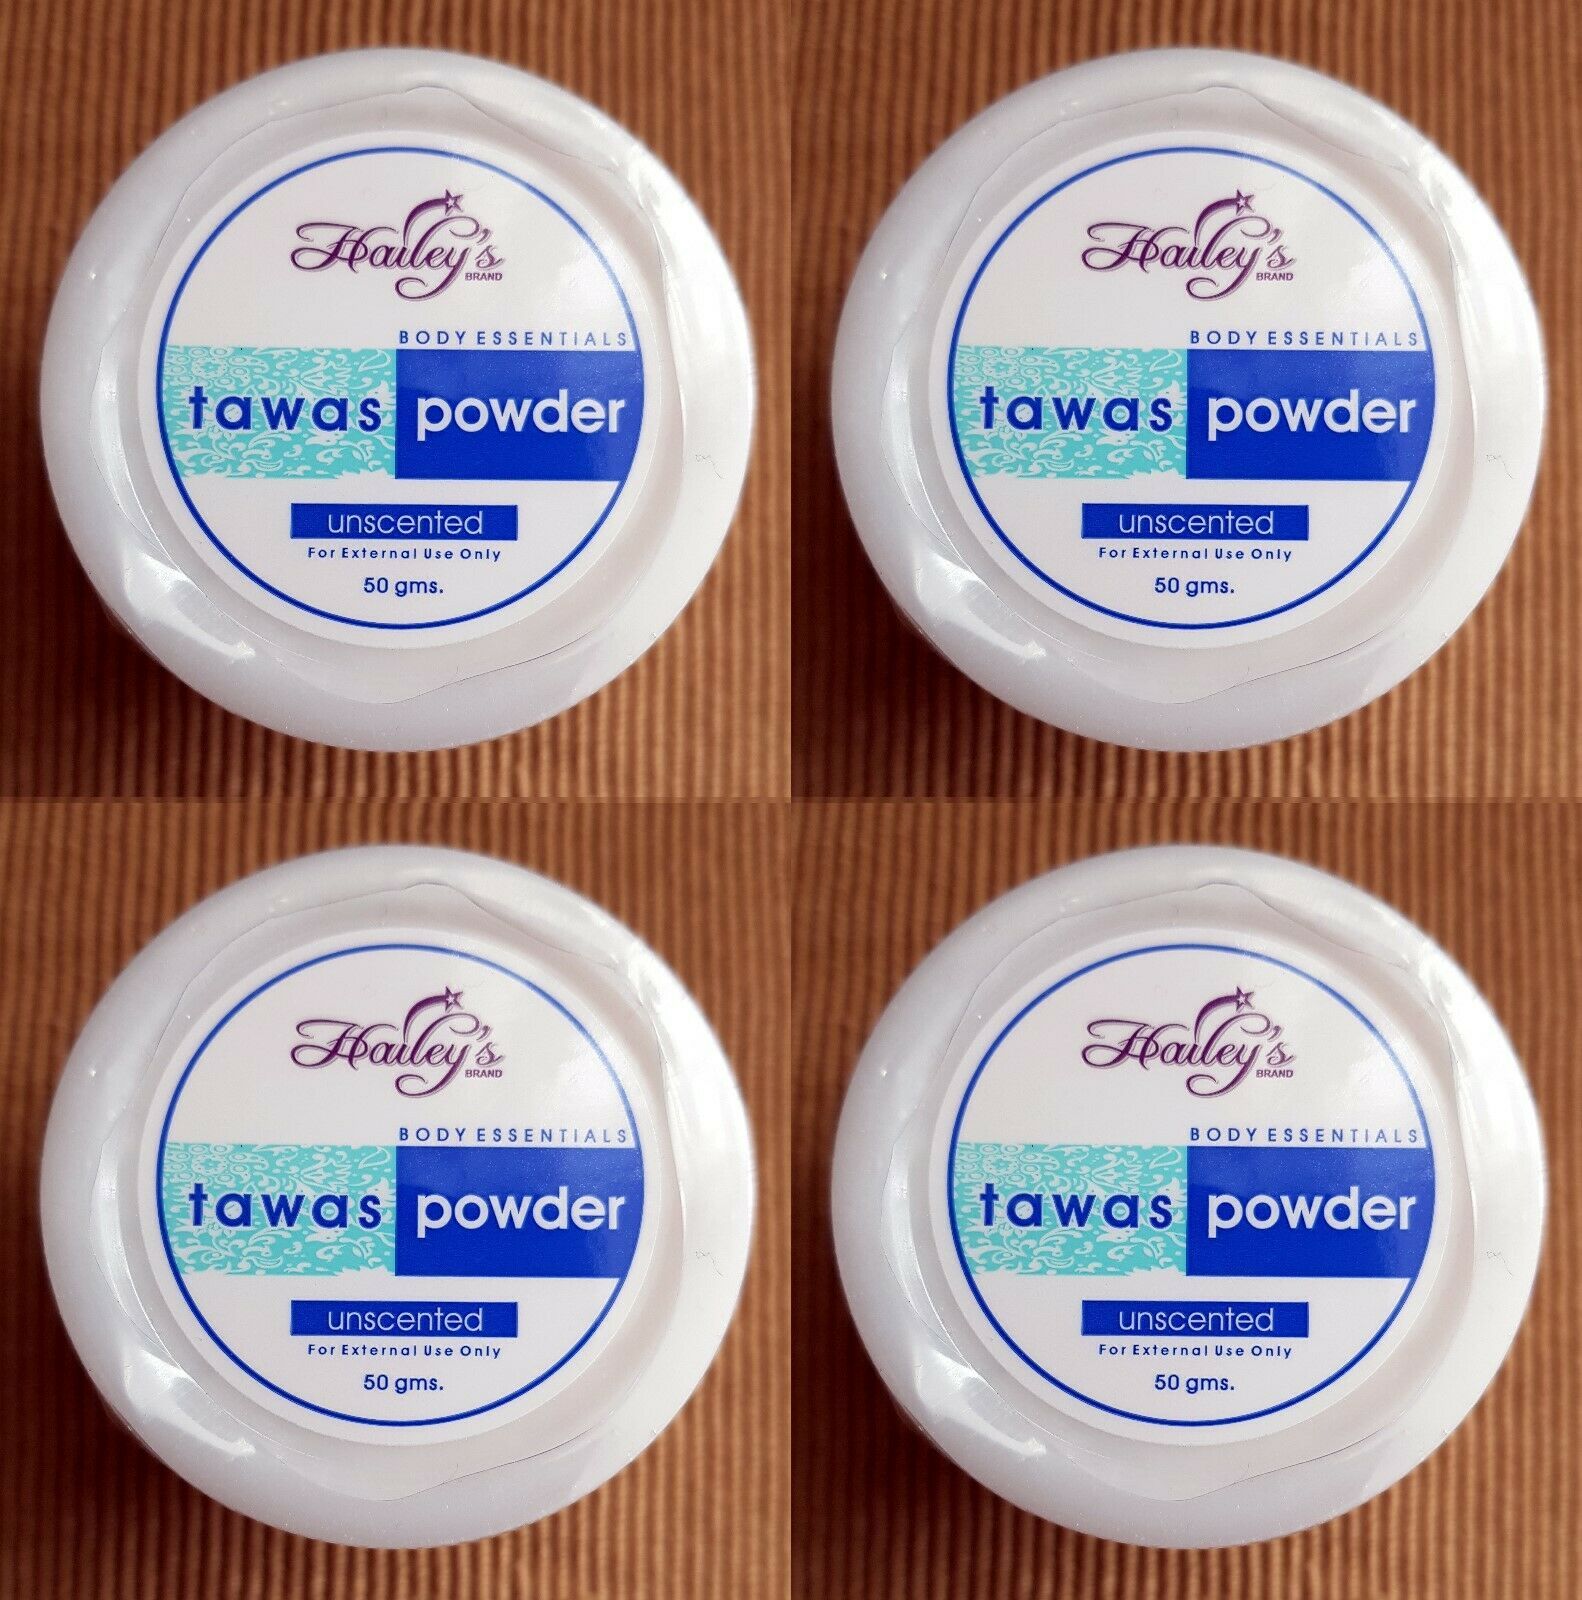 Hailey's
BRAND
BODY ESSENTIALS
tawas powder
unscented
For External Use Only
50 gms.
Hailey's
BRAND
BODY ESSENTIALS
tawas powder
unscented
For External Use Only
50 gms.
Hailey's
BRAND
BODY ESSENTIALS
tawas powder
unscented
For External Use Only
50 gms.
Hailey's
BRAND
BODY ESSENTIALS
tawas powder
unscented
For External Use Only
50 gms.